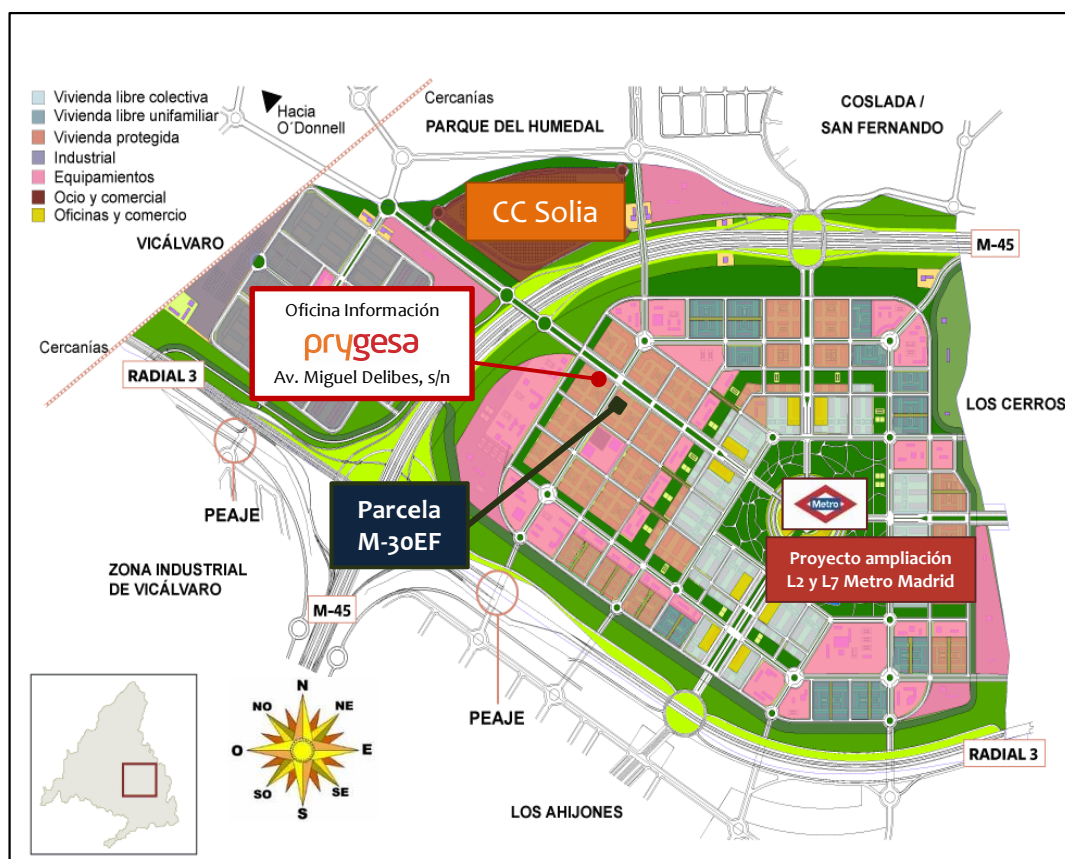 Vivienda libre colectiva
Vivienda libre unifamiliar
Vivienda protegida
Industrial
Equipamientos
Ocio y comercial
Oficinas y comercio
Hacia
O´Donnell
Cercanías
PARQUE DEL HUMEDAL
COSLADA /
SAN FERNANDO
CC Solia
VICÁLVARO
M-45
Oficina Información
prygesa
Av. Miguel Delibes, s/n
Cercanías
RADIAL 3
LOS CERROS
PEAJE
Parcela
M-30EF
Metro
Proyecto ampliación
L2 y L7 Metro Madrid
ZONA INDUSTRIAL
DE VICÁLVARO
M-45
PEAJE
N
NO
NE
O
E
SO
SE
S
RADIAL 3
LOS AHIJONES